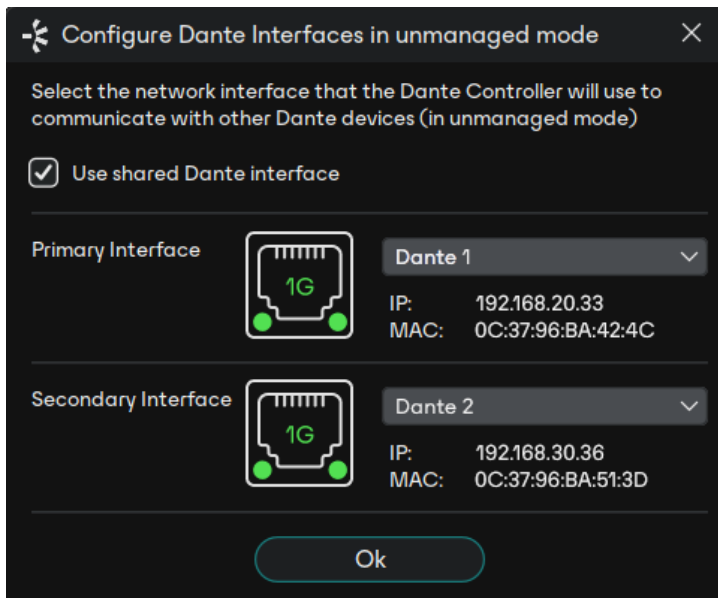 Configure Dante Interfaces in unmanaged mode
Select the network interface that the Dante Controller will use to
communicate with other Dante devices (in unmanaged mode)
Use shared Dante interface
Primary Interface
1G
Dante 1
IP: 192.168.20.33
MAC: 0C:37:96:BA:42:4C
Secondary Interface
1G
Dante 2
IP: 192.168.30.36
MAC: 0C:37:96:BA:51:3D
Ok